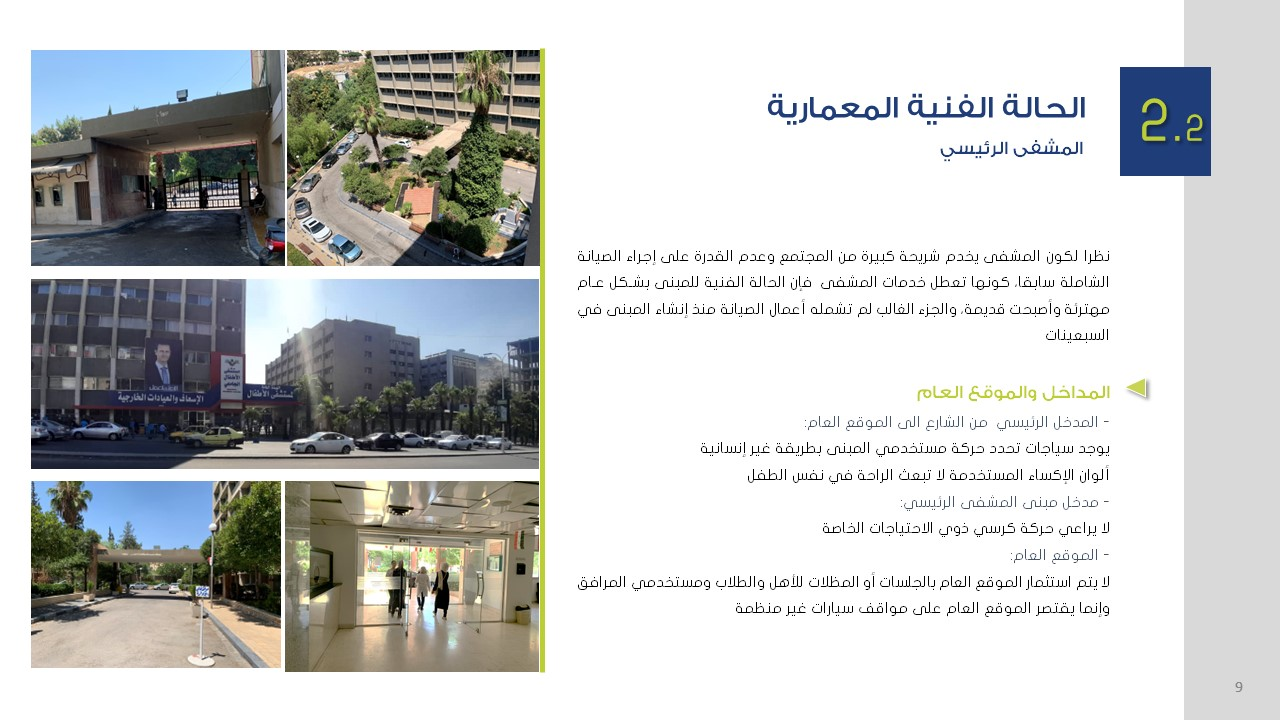 2.2
الحالة الفنية المعمارية
المشفى الرئيسي
نظرا لكون المشفى يخدم شريحة كبيرة من المجتمع وعدم القدرة على إجراء الصيانة
الشاملة سابقا، كونها تعطل خدمات المشفى فإن الحالة الفنية للمبنى بشكل عام
مهترئة وأصبحت قديمة، والجزء الغالب لم تشمله أعمال الصيانة منذ إنشاء المبنى في
السبعينات
المداخل والموقع العام
- المدخل الرئيسي من الشارع الى الموقع العام:
يوجد سياجات تحدد حركة مستخدمي المبنى بطريقة غير إنسانية
ألوان الإكساء المستخدمة لا تبعث الراحة في نفس الطفل
- مدخل مبنى المشفى الرئيسي:
لا يراعي حركة كرسي ذوي الاحتياجات الخاصة
- الموقع العام:
لا يتم استثمار الموقع العام بالجلسات أو المظلات للأهل والطلاب ومستخدمي المرافق
وإنما يقتصر الموقع العام على مواقف سيارات غير منظمة
مستشفى الأطفال
الجامعي
مستشفى الأطفال
الإسعاف والعيادات الخارجية
9